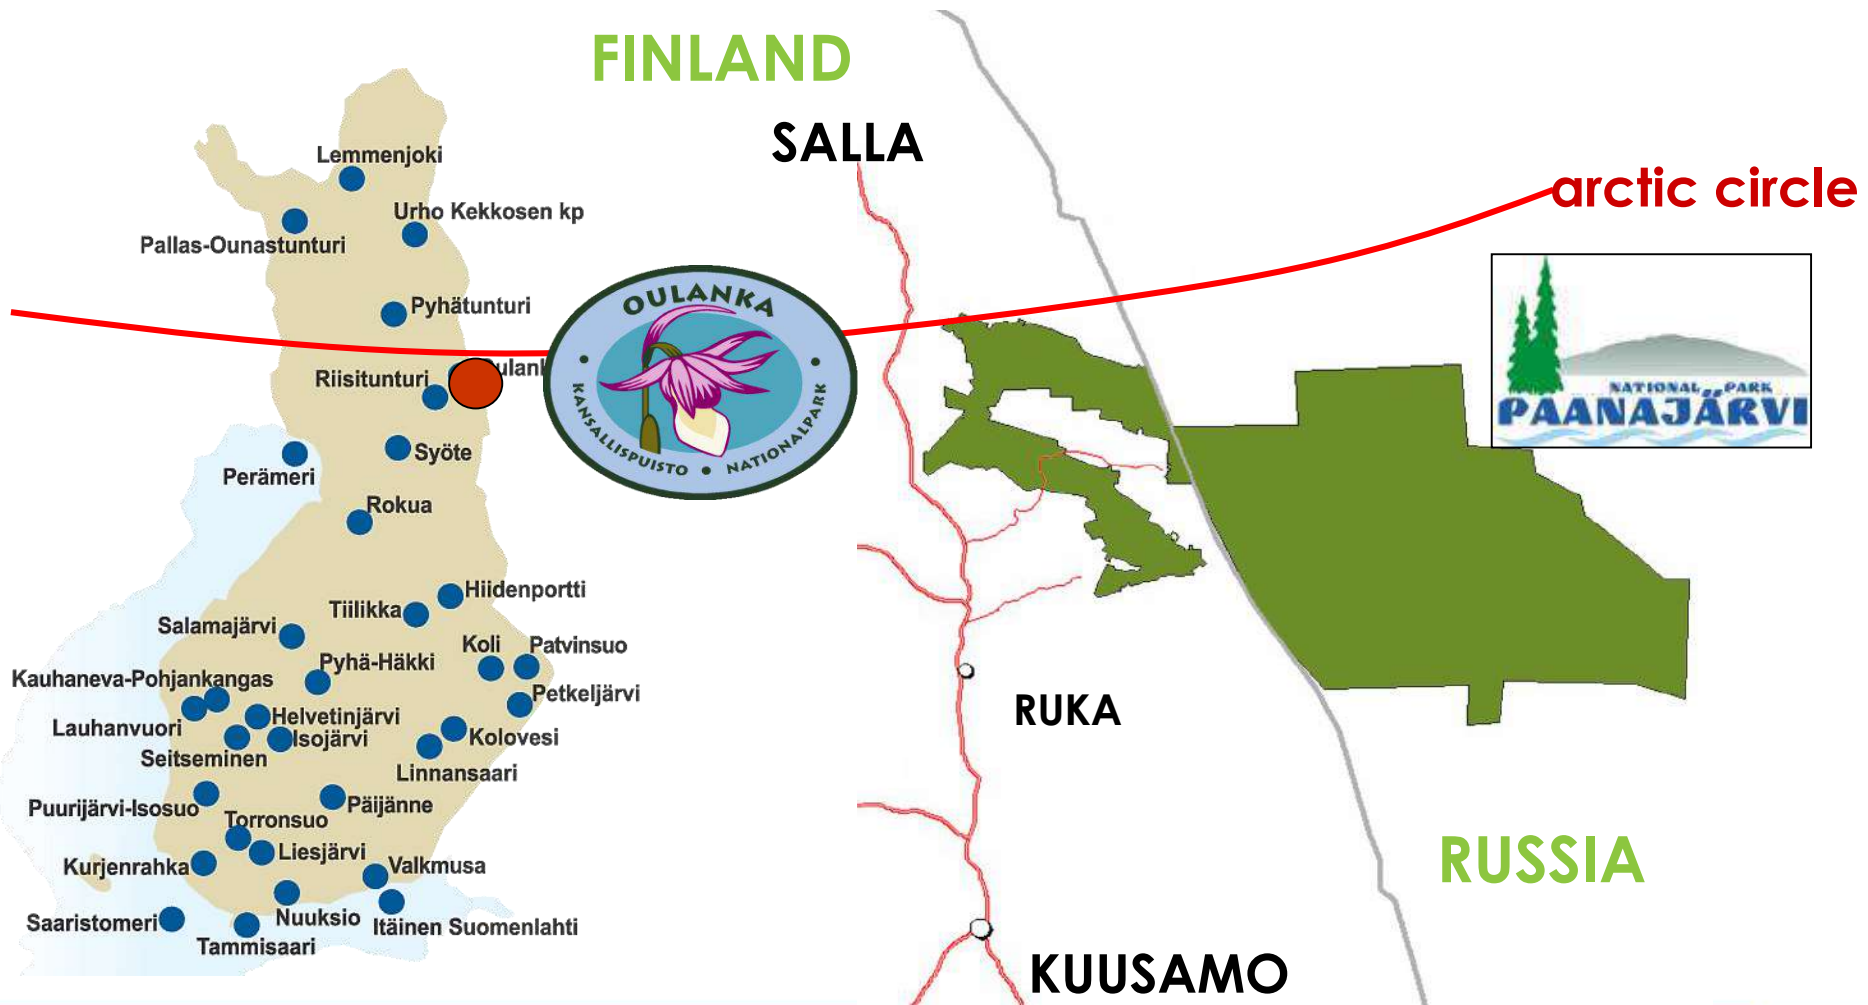 FINLAND
SALLA
arctic circle
Lemmenjoki
Urho Kekkosen kp
Pallas-Ounastunturi
Pyhätunturi
OULANKA
KANSALLISPUISTO • NATIONALPARK
NATIONAL PARK
PAANAJÄRVI
Riisitunturi
Syöte
Perämeri
Rokua
Hiidenportti
Tiilikka
Salamajärvi
Koli
Patvinsuo
Pyhä-Häkki
Kauhaneva-Pohjankangas
Petkeljärvi
Lauhanvuori
Helvetinjärvi
Isojärvi
Kolovesi
Seitseminen
Linnansaari
RUKA
Puurijärvi-Isosuo
Päijänne
Torronsuo
Liesjärvi
Kurjenrahka
Valkmusa
RUSSIA
Saaristomeri
Nuuksio
Itäinen Suomenlahti
Tammisaari
KUUSAMO